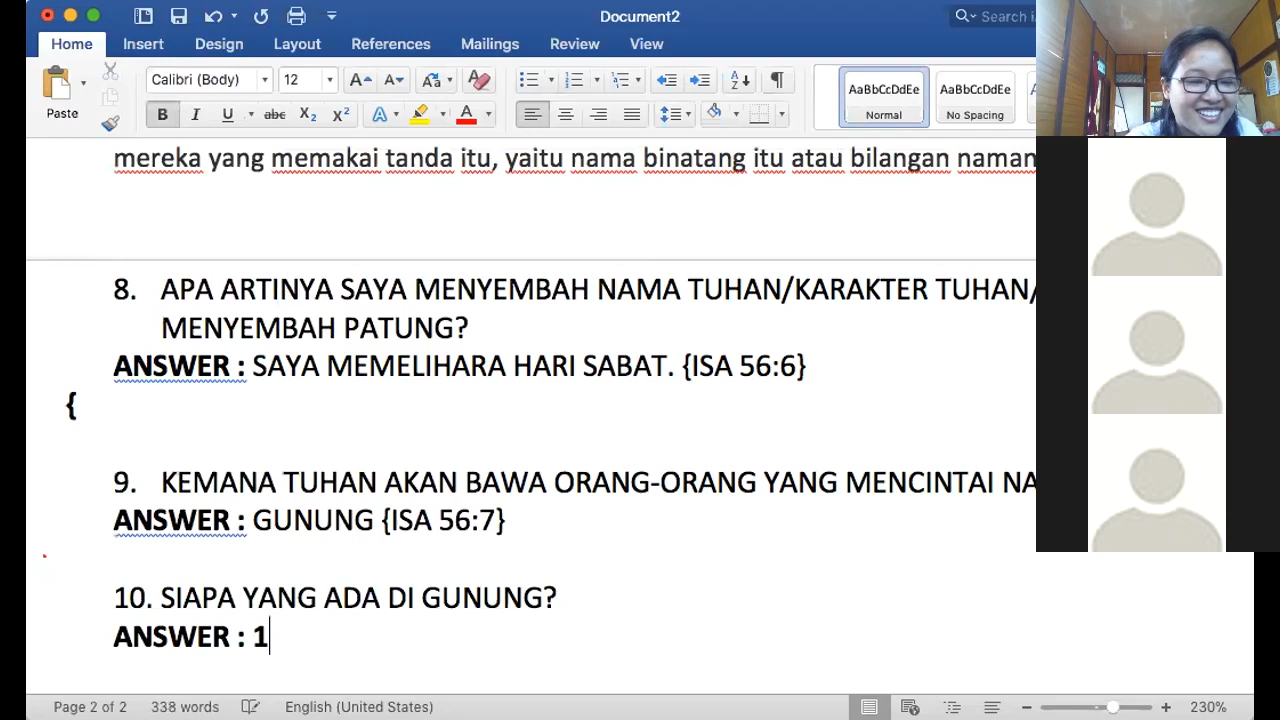 Document2
Search i
Home Insert Design Layout References Mailings Review View
Paste
Calibri (Body) 12
B I U abc X2 X2 A A
AaBbCcDdEe AaBbCcDdEe
Normal No Spacing
mereka yang memakai tanda itu, yaitu nama binatang itu atau bilangan naman
8. APA ARTINYA SAYA MENYEMBAH NAMA TUHAN/KARAKTER TUHAN/
MENYEMBAH PATUNG?
ANSWER : SAYA MEMELIHARA HARI SABAT. {ISA 56:6}
{
9. KEMANA TUHAN AKAN BAWA ORANG-ORANG YANG MENCINTAI NA
ANSWER : GUNUNG {ISA 56:7}
10. SIAPA YANG ADA DI GUNUNG?
ANSWER : 1
Page 2 of 2 338 words English (United States) 230%